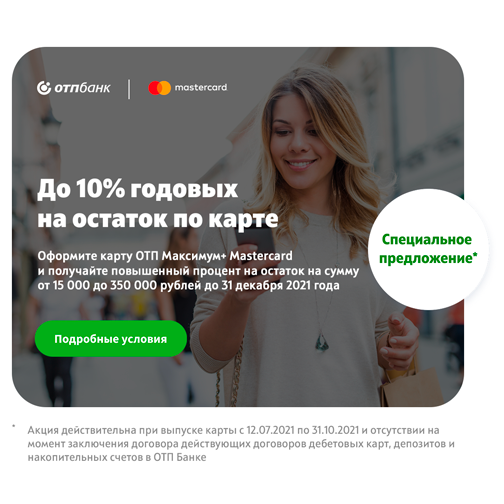 отпбанк
mastercard
До 10% годовых
на остаток по карте
Оформите карту ОТП Максимум+ Mastercard
и получайте повышенный процент на остаток на сумму
от 15 000 до 350 000 рублей до 31 декабря 2021 года
Специальное
предложение*
Подробные условия
* Акция действительна при выпуске карты с 12.07.2021 по 31.10.2021 и отсутствии на
момент заключения договора действующих договоров дебетовых карт, депозитов и
накопительных счетов в ОТП Банке